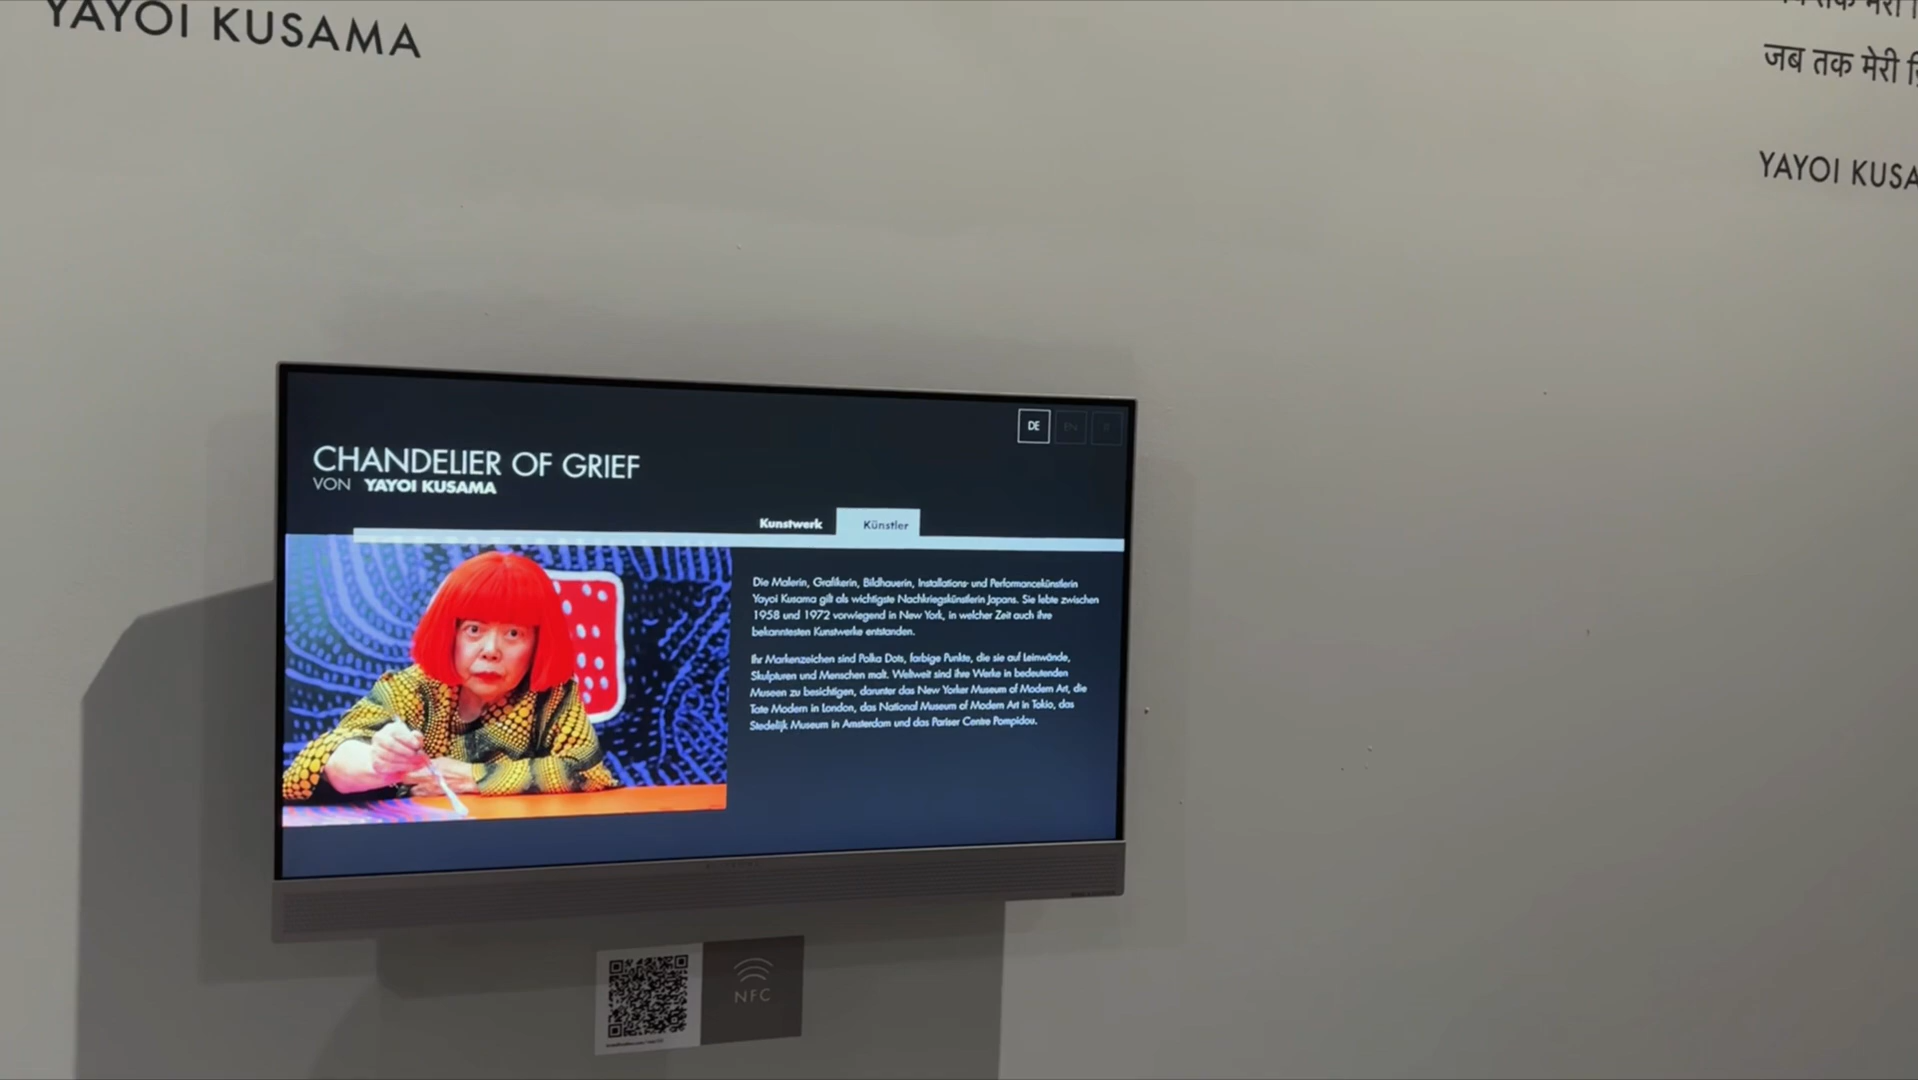 YAYOI KUSAMA
जब तक मेरी
YAYOI KUSA
DE
EN
IT
CHANDELIER OF GRIEF
VON YAYOI KUSAMA
Kunstwerk
Künstler
Die Malerin, Grafikerin, Bildhauerin, Installations- und Performancekünstlerin
Yayoi Kusama gilt als wichtigste Nachkriegskünstlerin Japans. Sie lebte zwischen
1958 und 1972 vorwiegend in New York, in welcher Zeit auch ihre
bekanntesten Kunstwerke entstanden.
Ihr Markenzeichen sind Polka Dots, farbige Punkte, die sie auf Leinwände,
Skulpturen und Menschen malt. Weltweit sind ihre Werke in bedeutenden
Museen zu besichtigen, darunter das New Yorker Museum of Modern Art, die
Tate Modern in London, das National Museum of Modern Art in Tokio, das
Stedelijk Museum in Amsterdam und das Pariser Centre Pompidou.
NFC